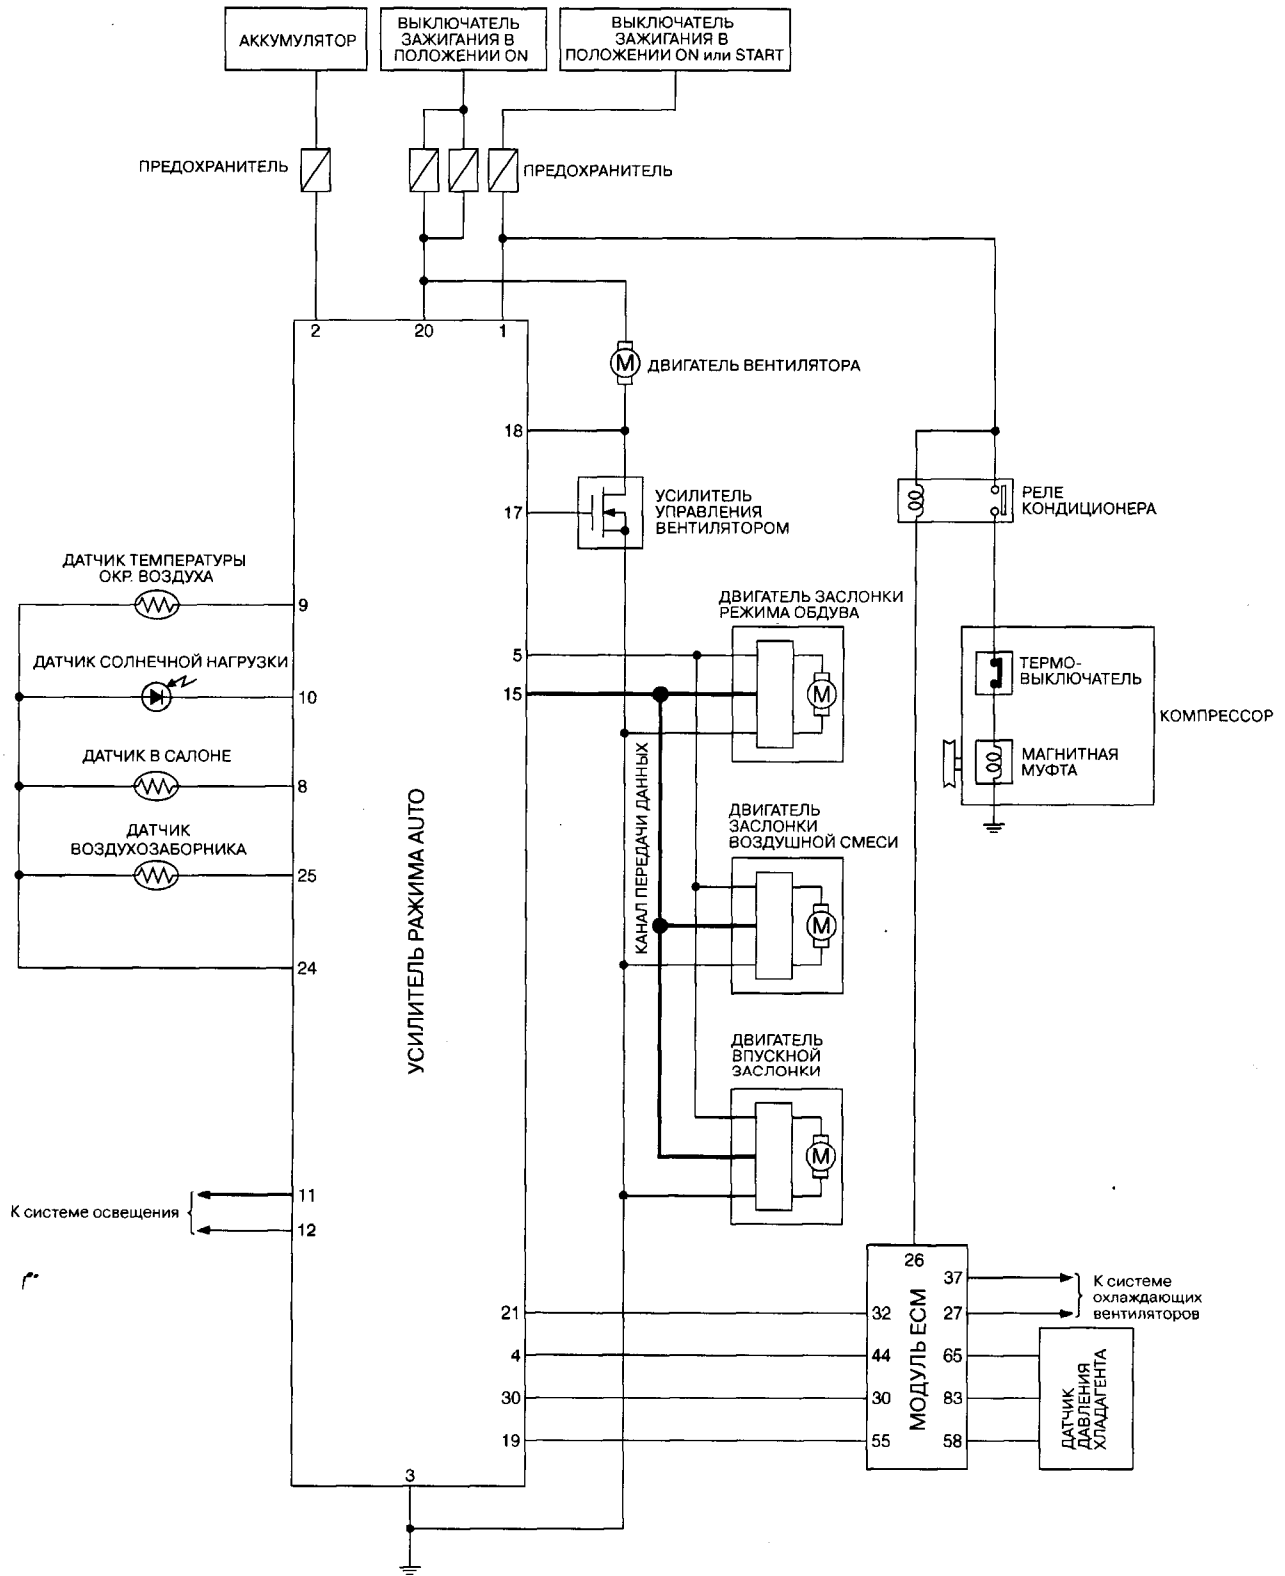 АККУМУЛЯТОР
ВЫКЛЮЧАТЕЛЬ
ЗАЖИГАНИЯ В
ПОЛОЖЕНИИ ON
ВЫКЛЮЧАТЕЛЬ
ЗАЖИГАНИЯ В
ПОЛОЖЕНИИ ON или START
ПРЕДОХРАНИТЕЛЬ
ПРЕДОХРАНИТЕЛЬ
2
20
1
M
ДВИГАТЕЛЬ ВЕНТИЛЯТОРА
18
17
УСИЛИТЕЛЬ
УПРАВЛЕНИЯ
ВЕНТИЛЯТОРОМ
РЕЛЕ
КОНДИЦИОНЕРА
ДАТЧИК ТЕМПЕРАТУРЫ
ОКР. ВОЗДУХА
9
ДАТЧИК СОЛНЕЧНОЙ НАГРУЗКИ
10
ДАТЧИК В САЛОНЕ
8
ДАТЧИК
ВОЗДУХОЗАБОРНИКА
25
24
УСИЛИТЕЛЬ РАЖИМА AUTO
5
15
ДВИГАТЕЛЬ ЗАСЛОНКИ
РЕЖИМА ОБДУВА
M
КАНАЛ ПЕРЕДАЧИ ДАННЫХ
ТЕРМО-
ВЫКЛЮЧАТЕЛЬ
КОМПРЕССОР
МАГНИТНАЯ
МУФТА
ДВИГАТЕЛЬ
ЗАСЛОНКИ
ВОЗДУШНОЙ СМЕСИ
M
ДВИГАТЕЛЬ
ВПУСКНОЙ
ЗАСЛОНКИ
M
К системе освещения
11
12
21
4
30
19
3
26
32
44
30
55
МОДУЛЬ ECM
37
27
65
83
58
К системе
охлаждающих
вентиляторов
ДАТЧИК
ДАВЛЕНИЯ
ХЛАДАГЕНТА